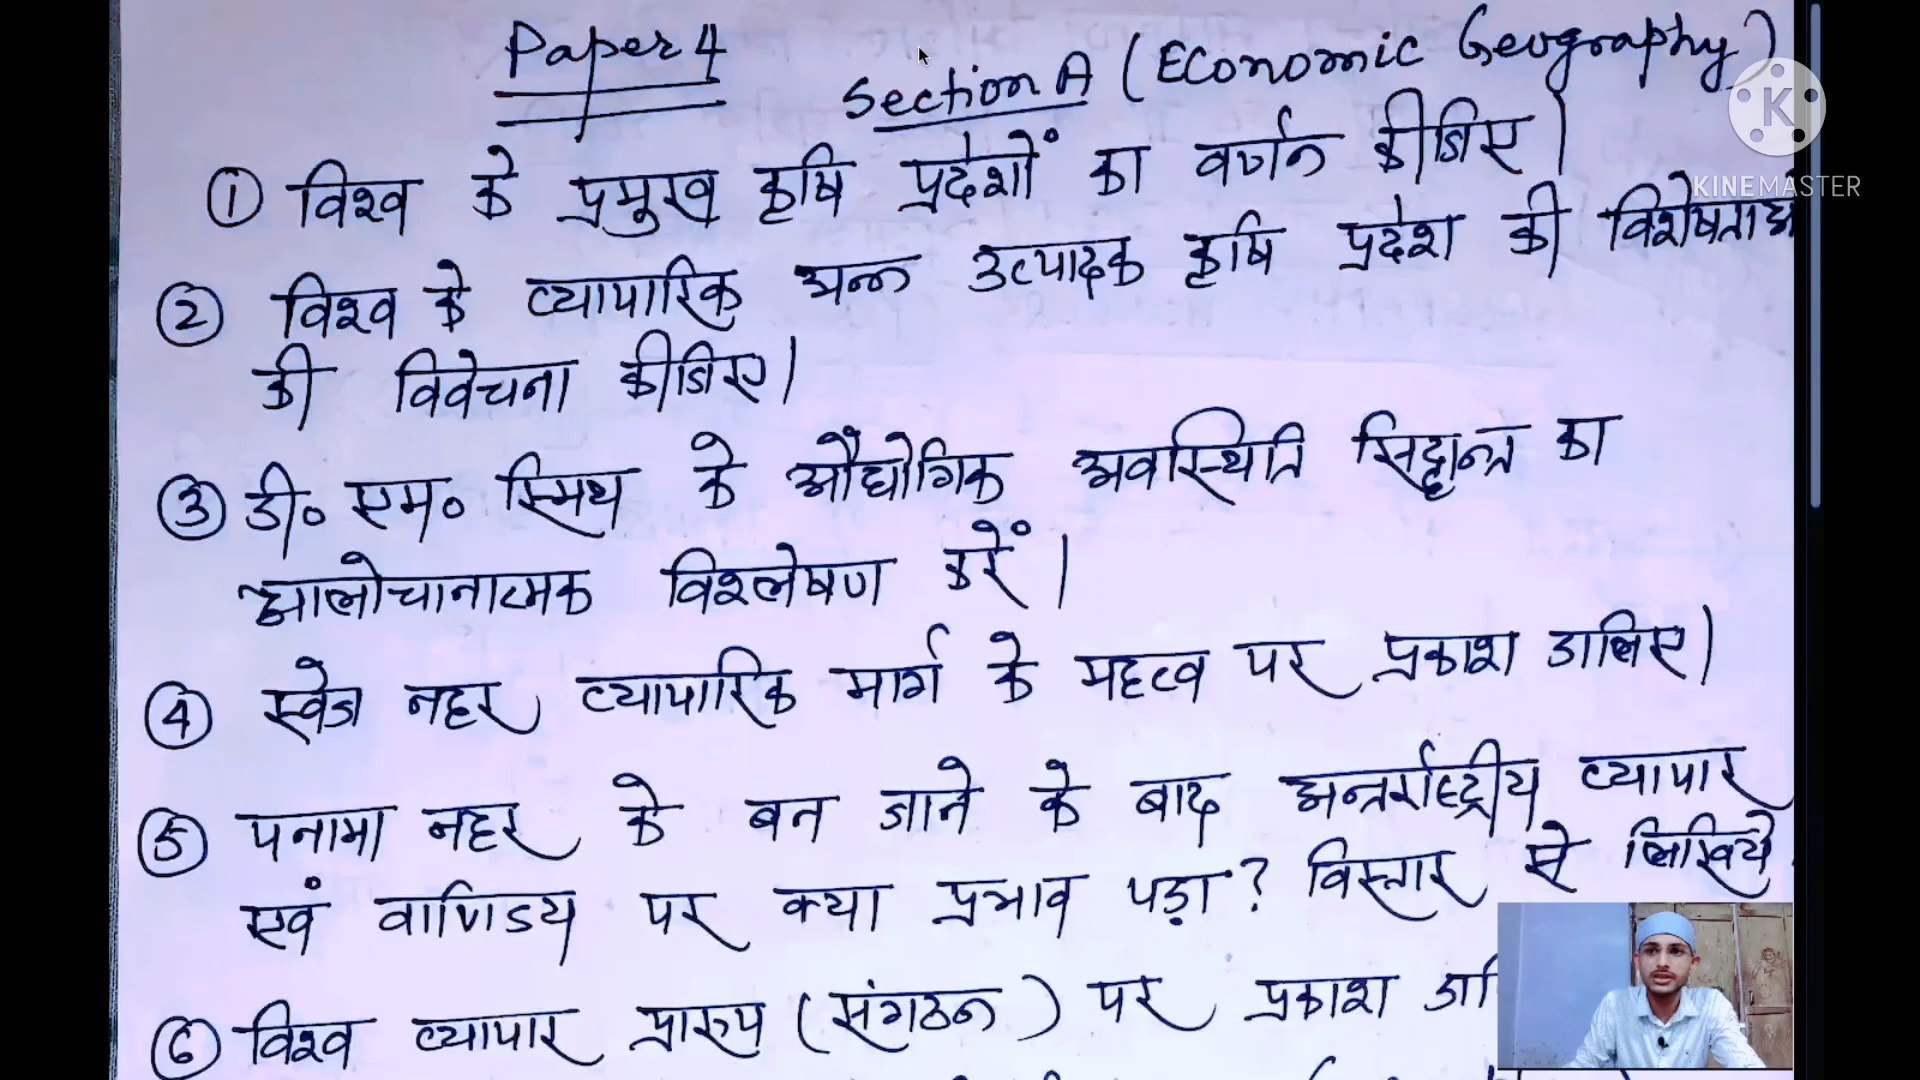 Paper 4
Section A (Economic Geography)
① विश्व के प्रमुख कृषि प्रदेशों का वर्णन कीजिए।
② विश्व के व्यापारिक अन्न उत्पादक कृषि प्रदेश की विशेषताओ
की विवेचना कीजिए।
③ डी० एम० स्मिथ के औद्योगिक अवस्थिति सिद्धान्त का
आलोचानात्मक विश्लेषण करें।
④ स्वेज नहर व्यापारिक मार्ग के महत्व पर प्रकाश डालिए।
⑤ पनामा नहर के बन जाने के बाद अन्तर्राष्ट्रीय व्यापार
एवं वाणिज्य पर क्या प्रभाव पड़ा? विस्तार से लिखिये
⑥ विश्व व्यापार प्रारुप (संगठन) पर प्रकाश
K
KINEMASTER